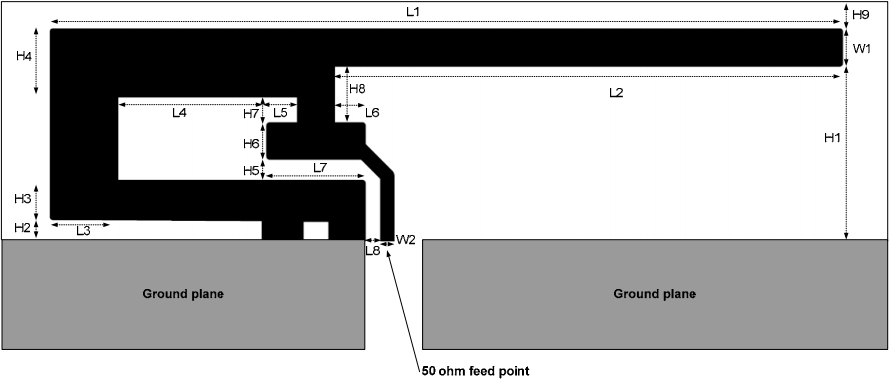 L1
H9
H4
W1
H8
L2
L4
H7
L5
L6
H1
H6
L7
H5
H3
H2
L3
L8
W2
Ground plane
Ground plane
50 ohm feed point